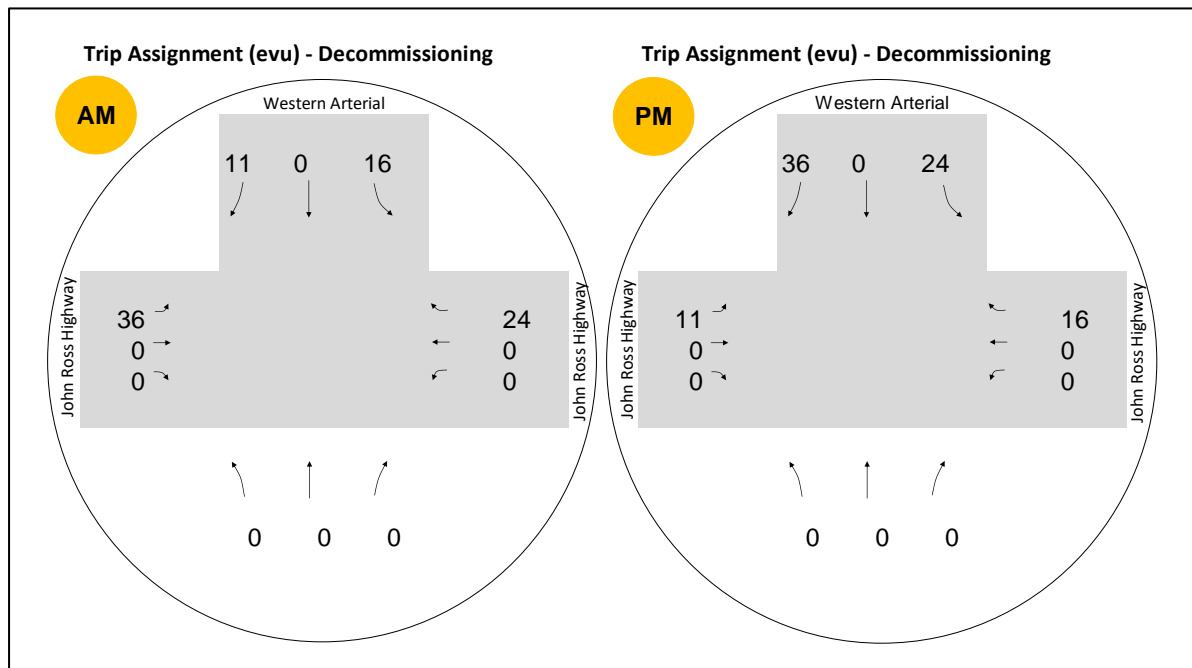 Trip Assignment (evu) - Decommissioning
AM
Western Arterial
11 0 16
John Ross Highway
36
0
0
24
0
0
John Ross Highway
0 0 0
Trip Assignment (evu) - Decommissioning
PM
Western Arterial
36 0 24
John Ross Highway
11
0
0
16
0
0
John Ross Highway
0 0 0